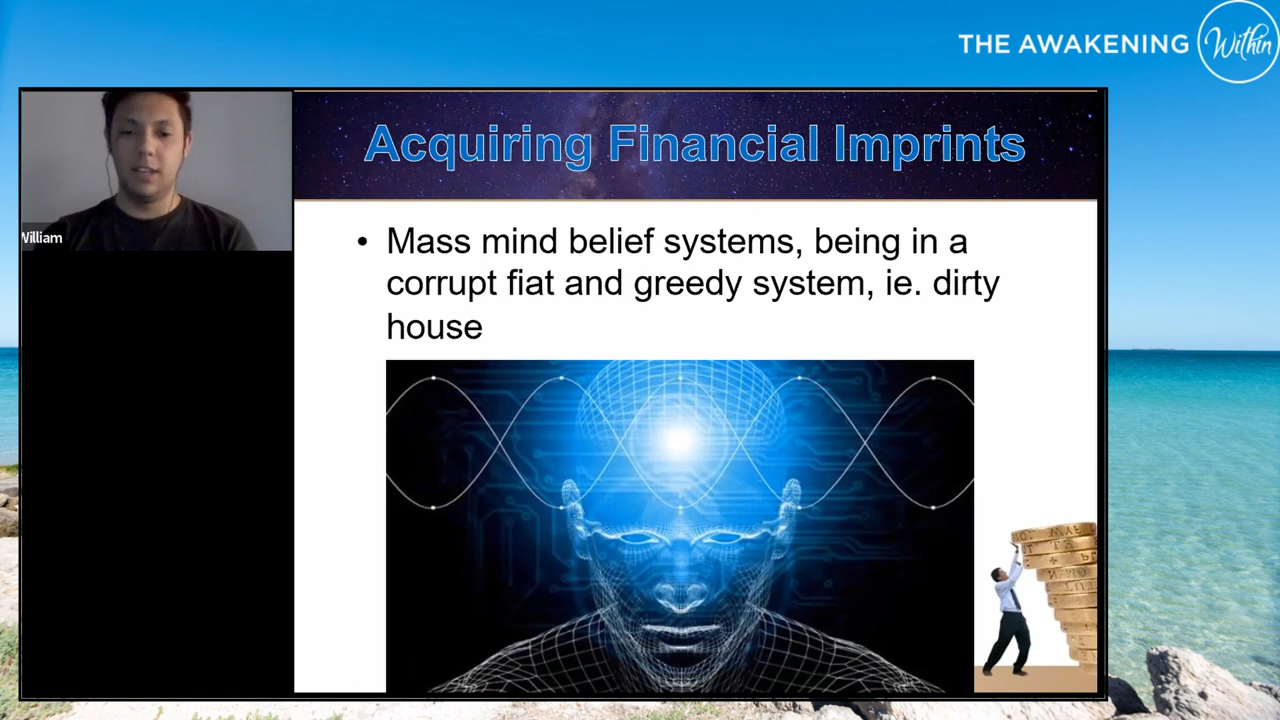 THE AWAKENING Within
William
Acquiring Financial Imprints
• Mass mind belief systems, being in a
corrupt fiat and greedy system, ie. dirty
house